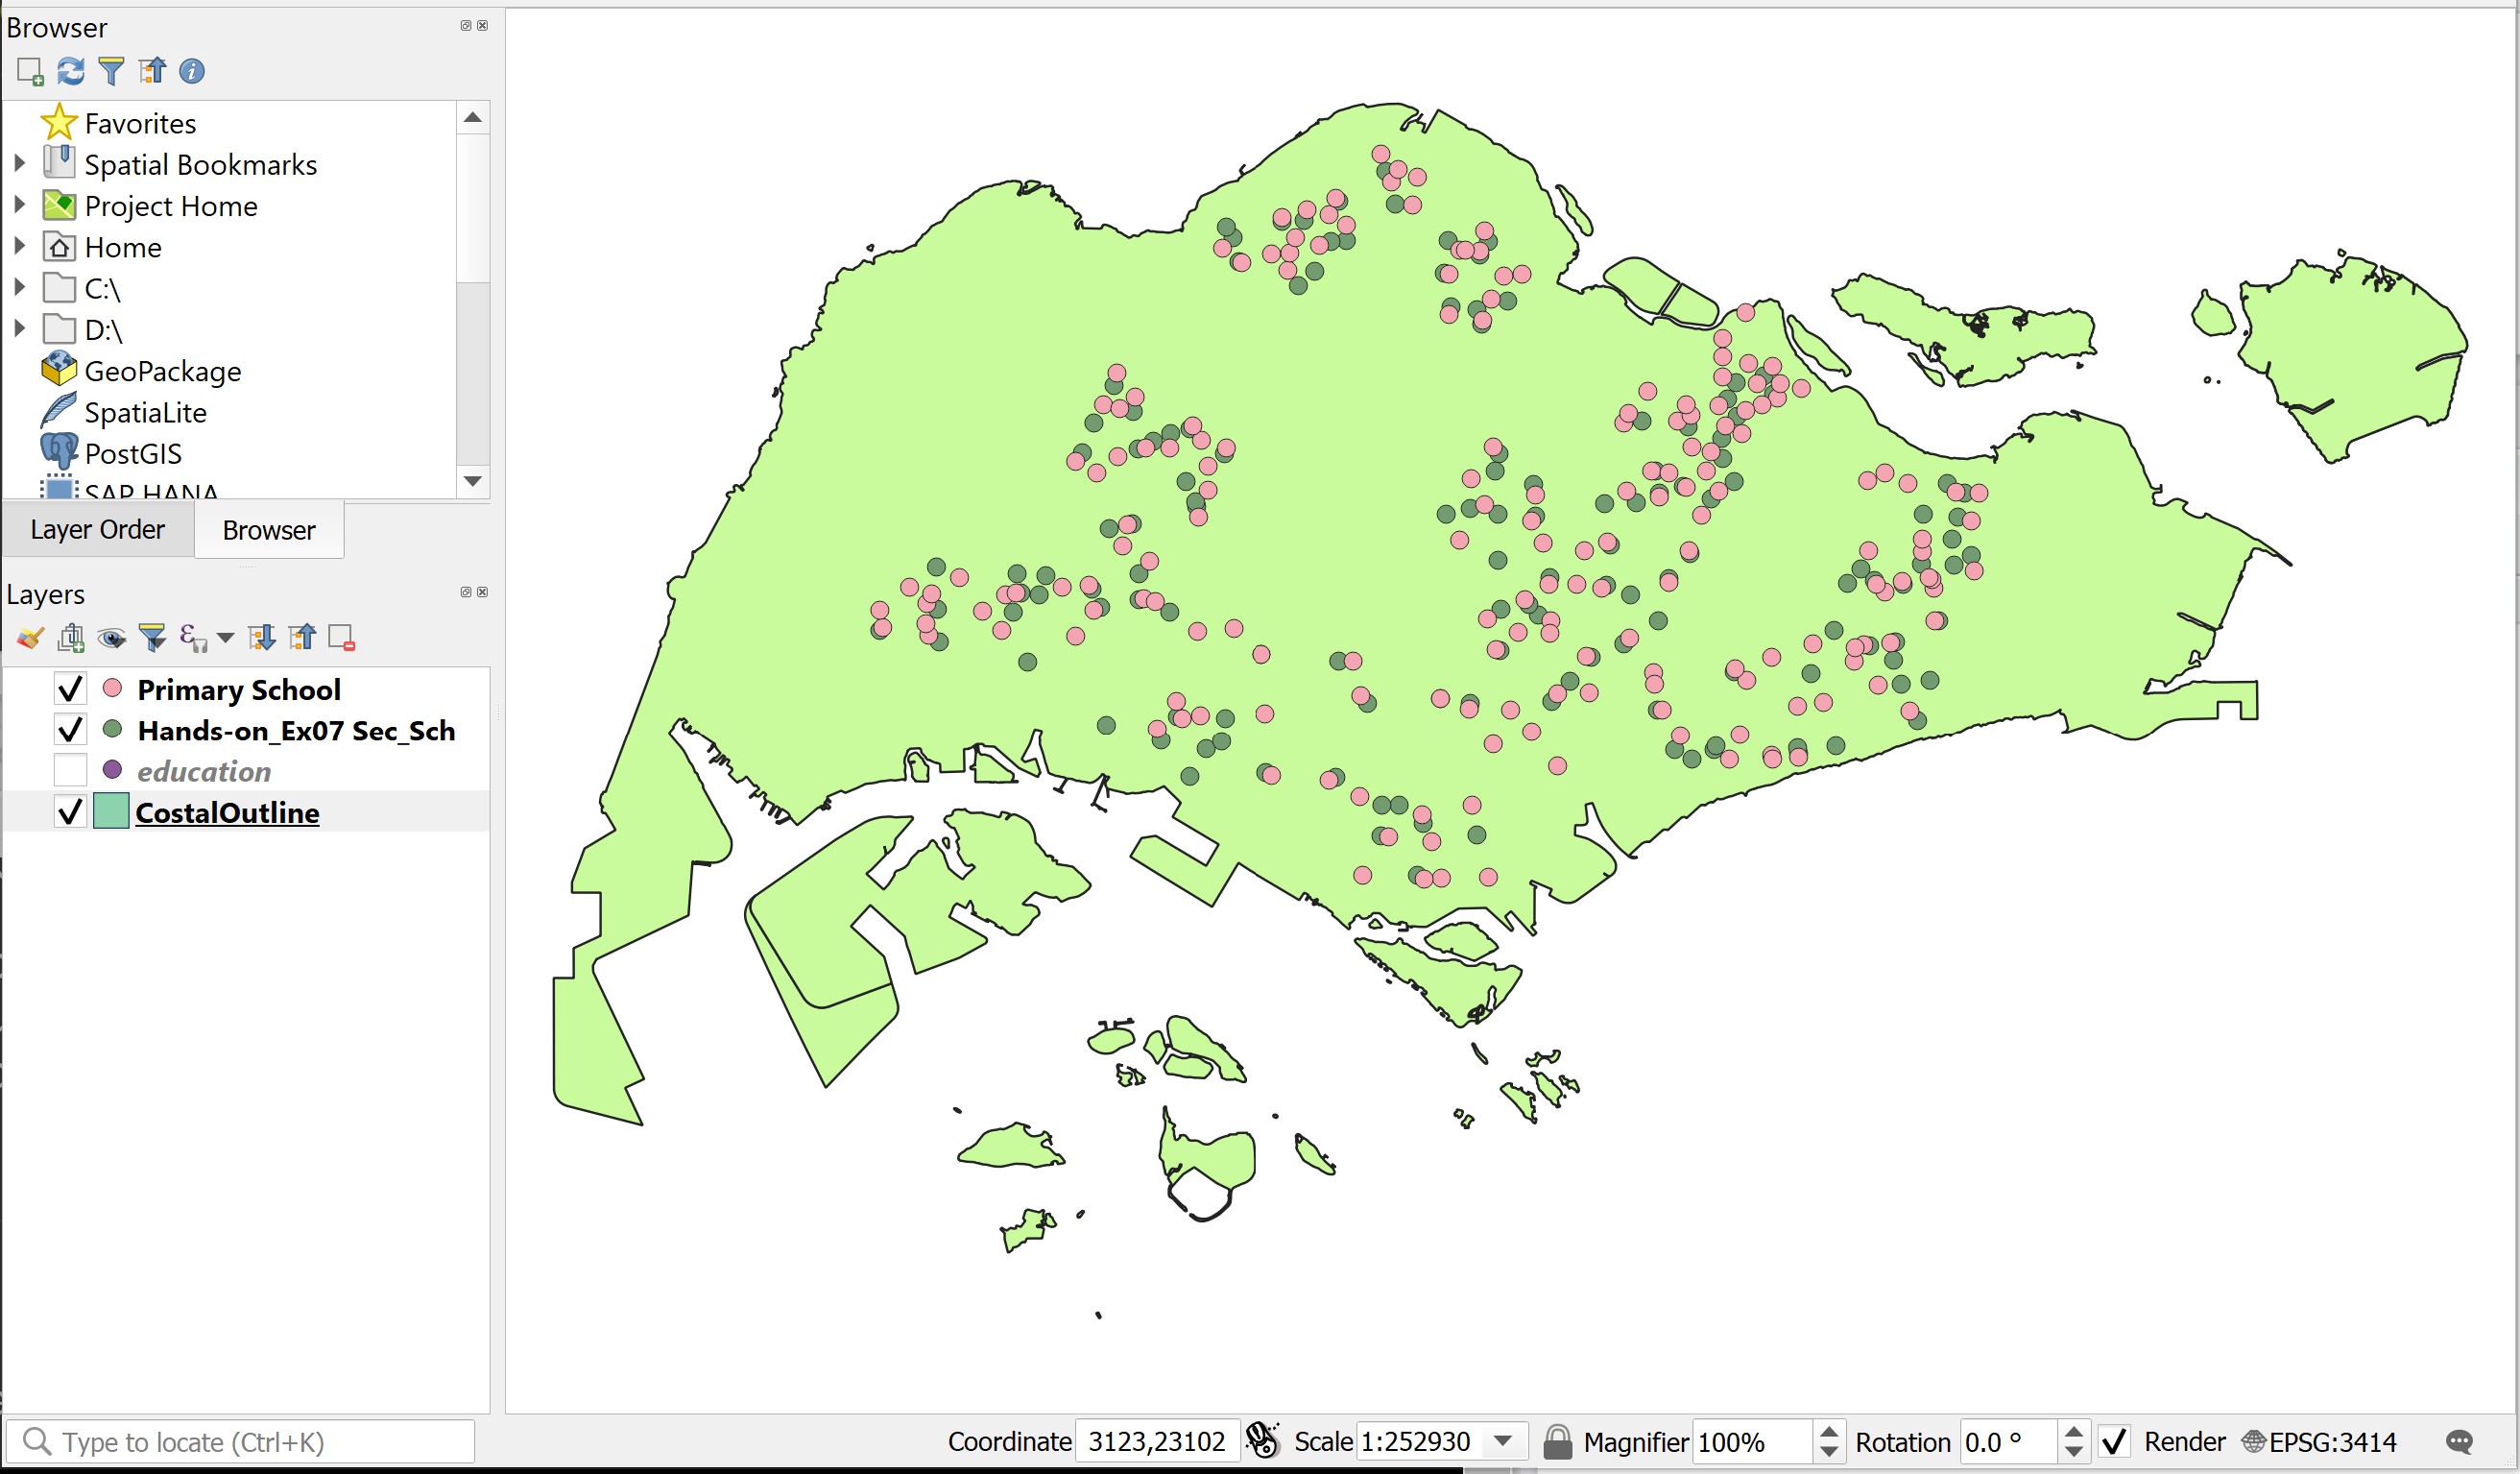 Browser
Favorites
Spatial Bookmarks
Project Home
Home
C:\
D:\
GeoPackage
SpatiaLite
PostGIS
SAP HANA
Layer Order Browser
Layers
Primary School
Hands-on_Ex07 Sec_Sch
education
CostalOutline
Type to locate (Ctrl+K) Coordinate 3123,23102 Scale 1:252930 Magnifier 100% Rotation 0.0 ° Render EPSG:3414